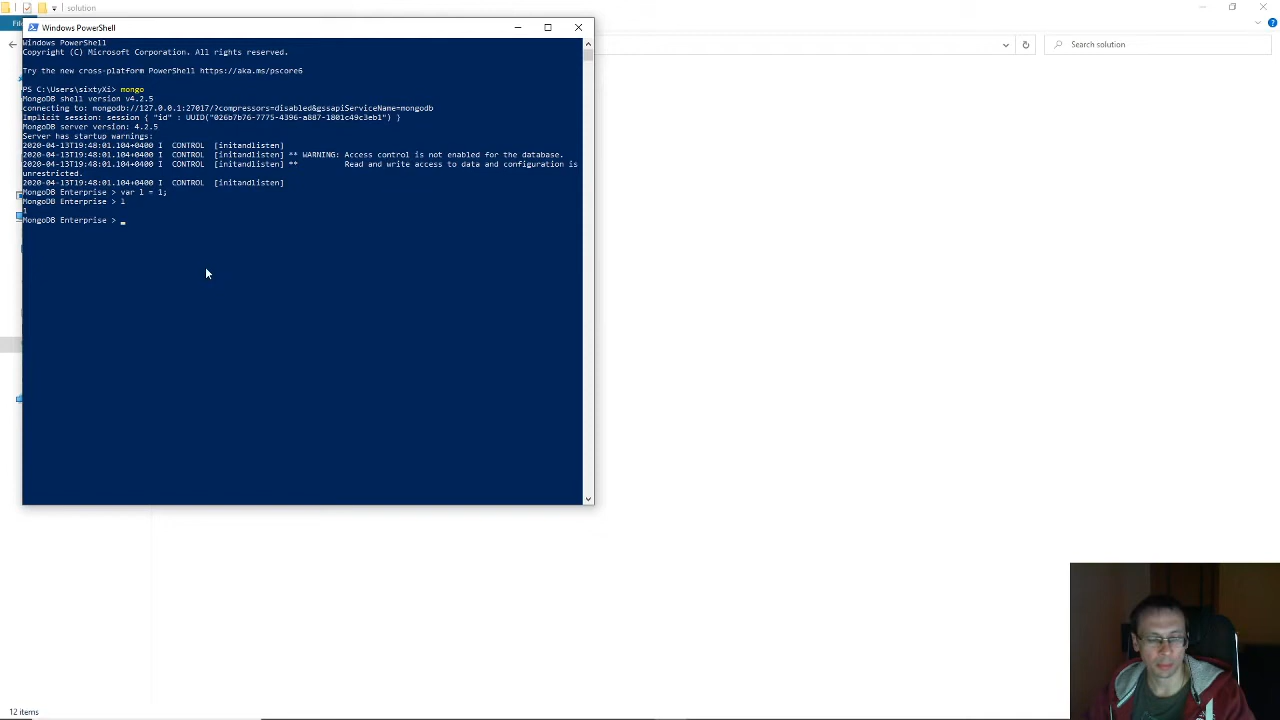 solution
Fil
Windows PowerShell
Search solution
Windows PowerShell
Copyright (C) Microsoft Corporation. All rights reserved.
Try the new cross-platform PowerShell https://aka.ms/pscore6
PS C:\Users\sixtyXi> mongo
MongoDB shell version v4.2.5
connecting to: mongodb://127.0.0.1:27017/?compressors=disabled&gssapiServiceName=mongodb
Implicit session: session { "id" : UUID("026b7b76-7775-4396-a887-1801c49c3eb1") }
MongoDB server version: 4.2.5
Server has startup warnings:
2020-04-13T19:48:01.104+0400 I  CONTROL  [initandlisten]
2020-04-13T19:48:01.104+0400 I  CONTROL  [initandlisten] ** WARNING: Access control is not enabled for the database.
2020-04-13T19:48:01.104+0400 I  CONTROL  [initandlisten] **          Read and write access to data and configuration is
unrestricted.
2020-04-13T19:48:01.104+0400 I  CONTROL  [initandlisten]
MongoDB Enterprise > var l = 1;
MongoDB Enterprise > l
1
MongoDB Enterprise > _
12 items